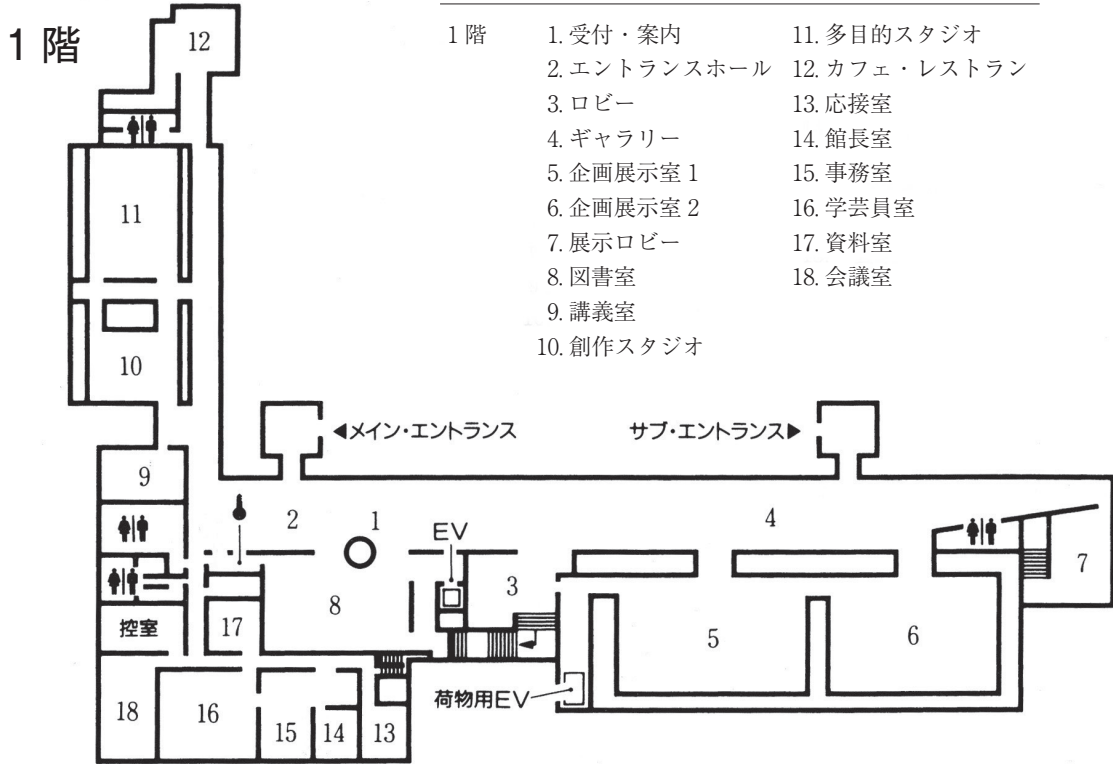 1階
1階
1. 受付・案内
2. エントランスホール
3. ロビー
4. ギャラリー
5. 企画展示室1
6. 企画展示室2
7. 展示ロビー
8. 図書室
9. 講義室
10. 創作スタジオ
11. 多目的スタジオ
12. カフェ・レストラン
13. 応接室
14. 館長室
15. 事務室
16. 学芸員室
17. 資料室
18. 会議室
12
11
10
◀メイン・エントランス
サブ・エントランス▶
9
2
1
EV
4
3
7
8
5
6
控室
17
荷物用EV
18
16
15
14
13